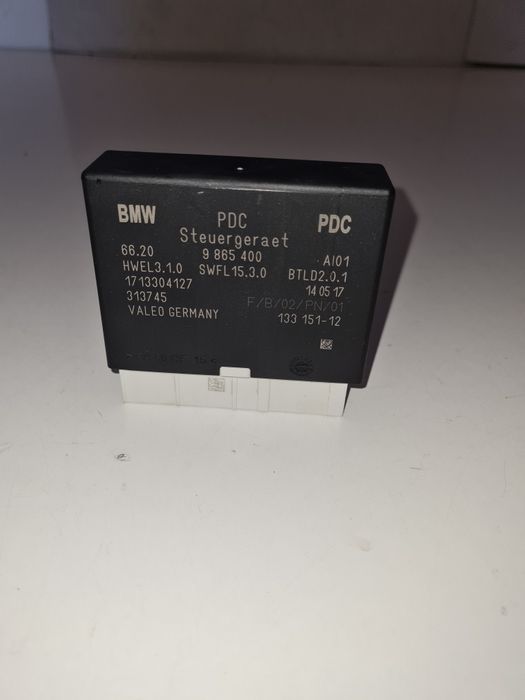 BMW PDC PDC
Steuergeraet
66.20 9 865 400 AI01
HWEL3.1.0 SWFL15.3.0 BTLD2.0.1
1713304127 14 05 17
313745 F/B/02/PN/01
VALEO GERMANY 133 151-12